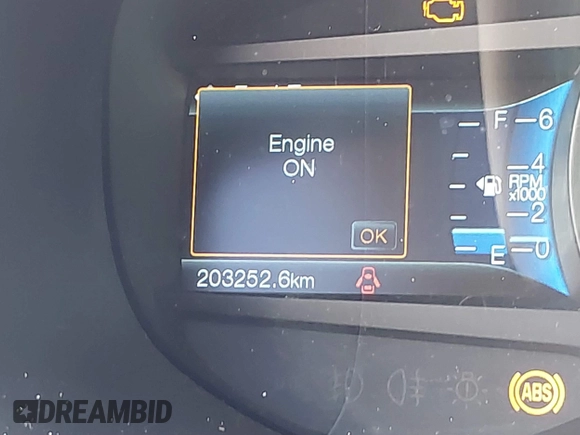 Engine
ON
OK
F 6
4
RPM
x1000
2
E 0
203252.6km
ABS
DREAMBID